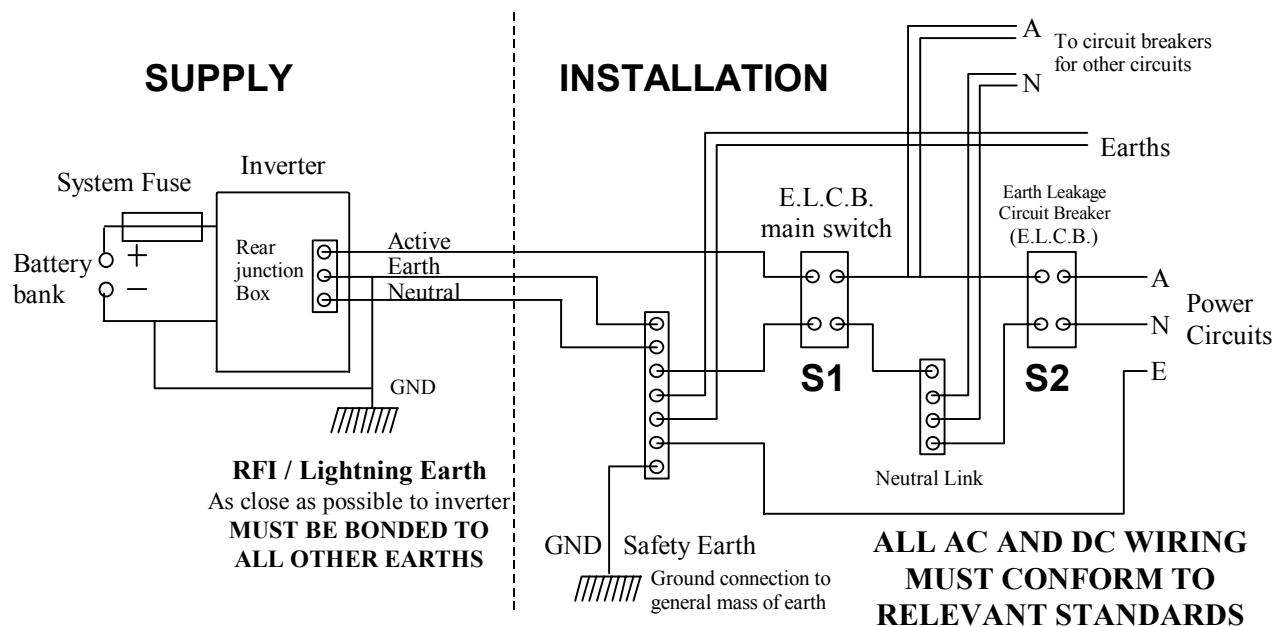 SUPPLY
INSTALLATION
A
To circuit breakers
for other circuits
N
Earths
Inverter
System Fuse
E.L.C.B.
main switch
Earth Leakage
Circuit Breaker
(E.L.C.B.)
Battery
bank
+
−
Rear
junction
Box
Active
Earth
Neutral
A
N
E
Power
Circuits
S1
S2
GND
Neutral Link
RFI / Lightning Earth
As close as possible to inverter
MUST BE BONDED TO
ALL OTHER EARTHS
GND
Safety Earth
Ground connection to
general mass of earth
ALL AC AND DC WIRING
MUST CONFORM TO
RELEVANT STANDARDS